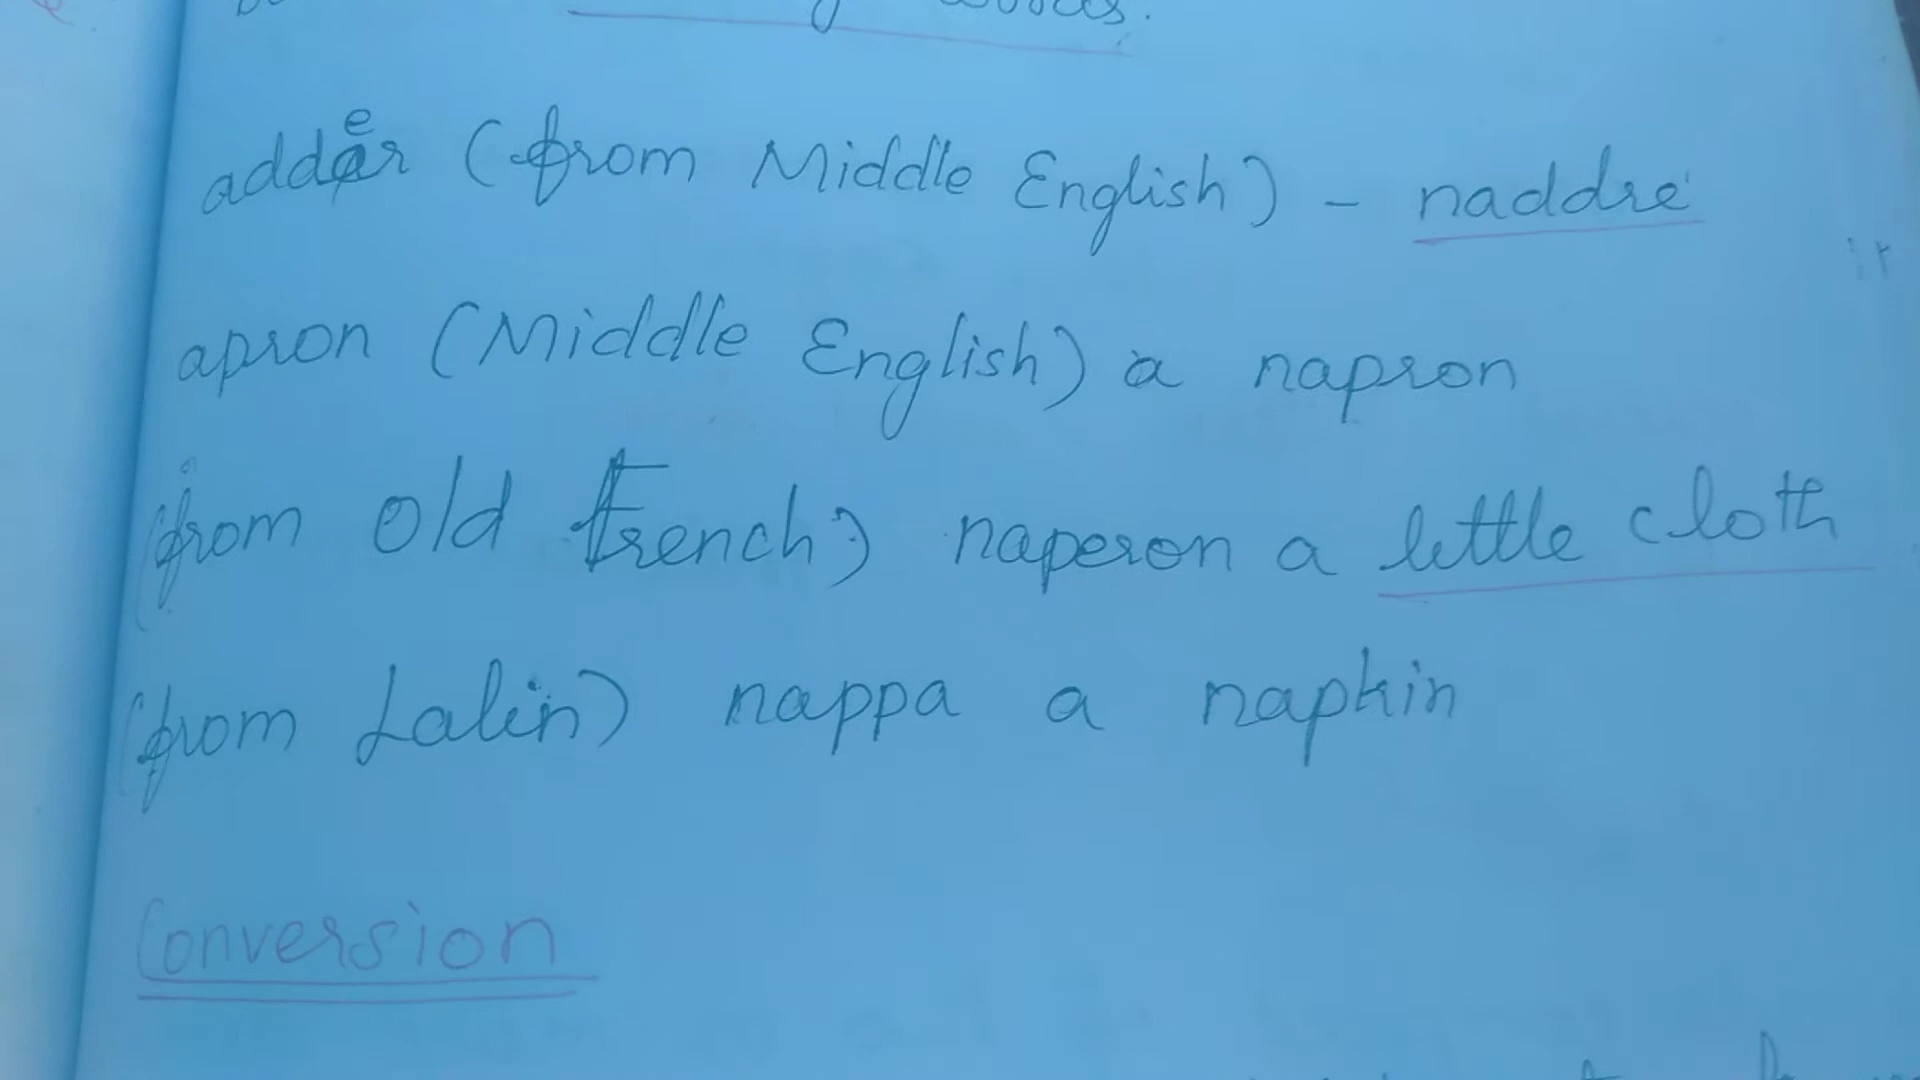 adder (from Middle English) - naddre
apron (Middle English) a napron
(from Old French) naperon a little cloth
(from Latin) nappa a napkin
Conversion